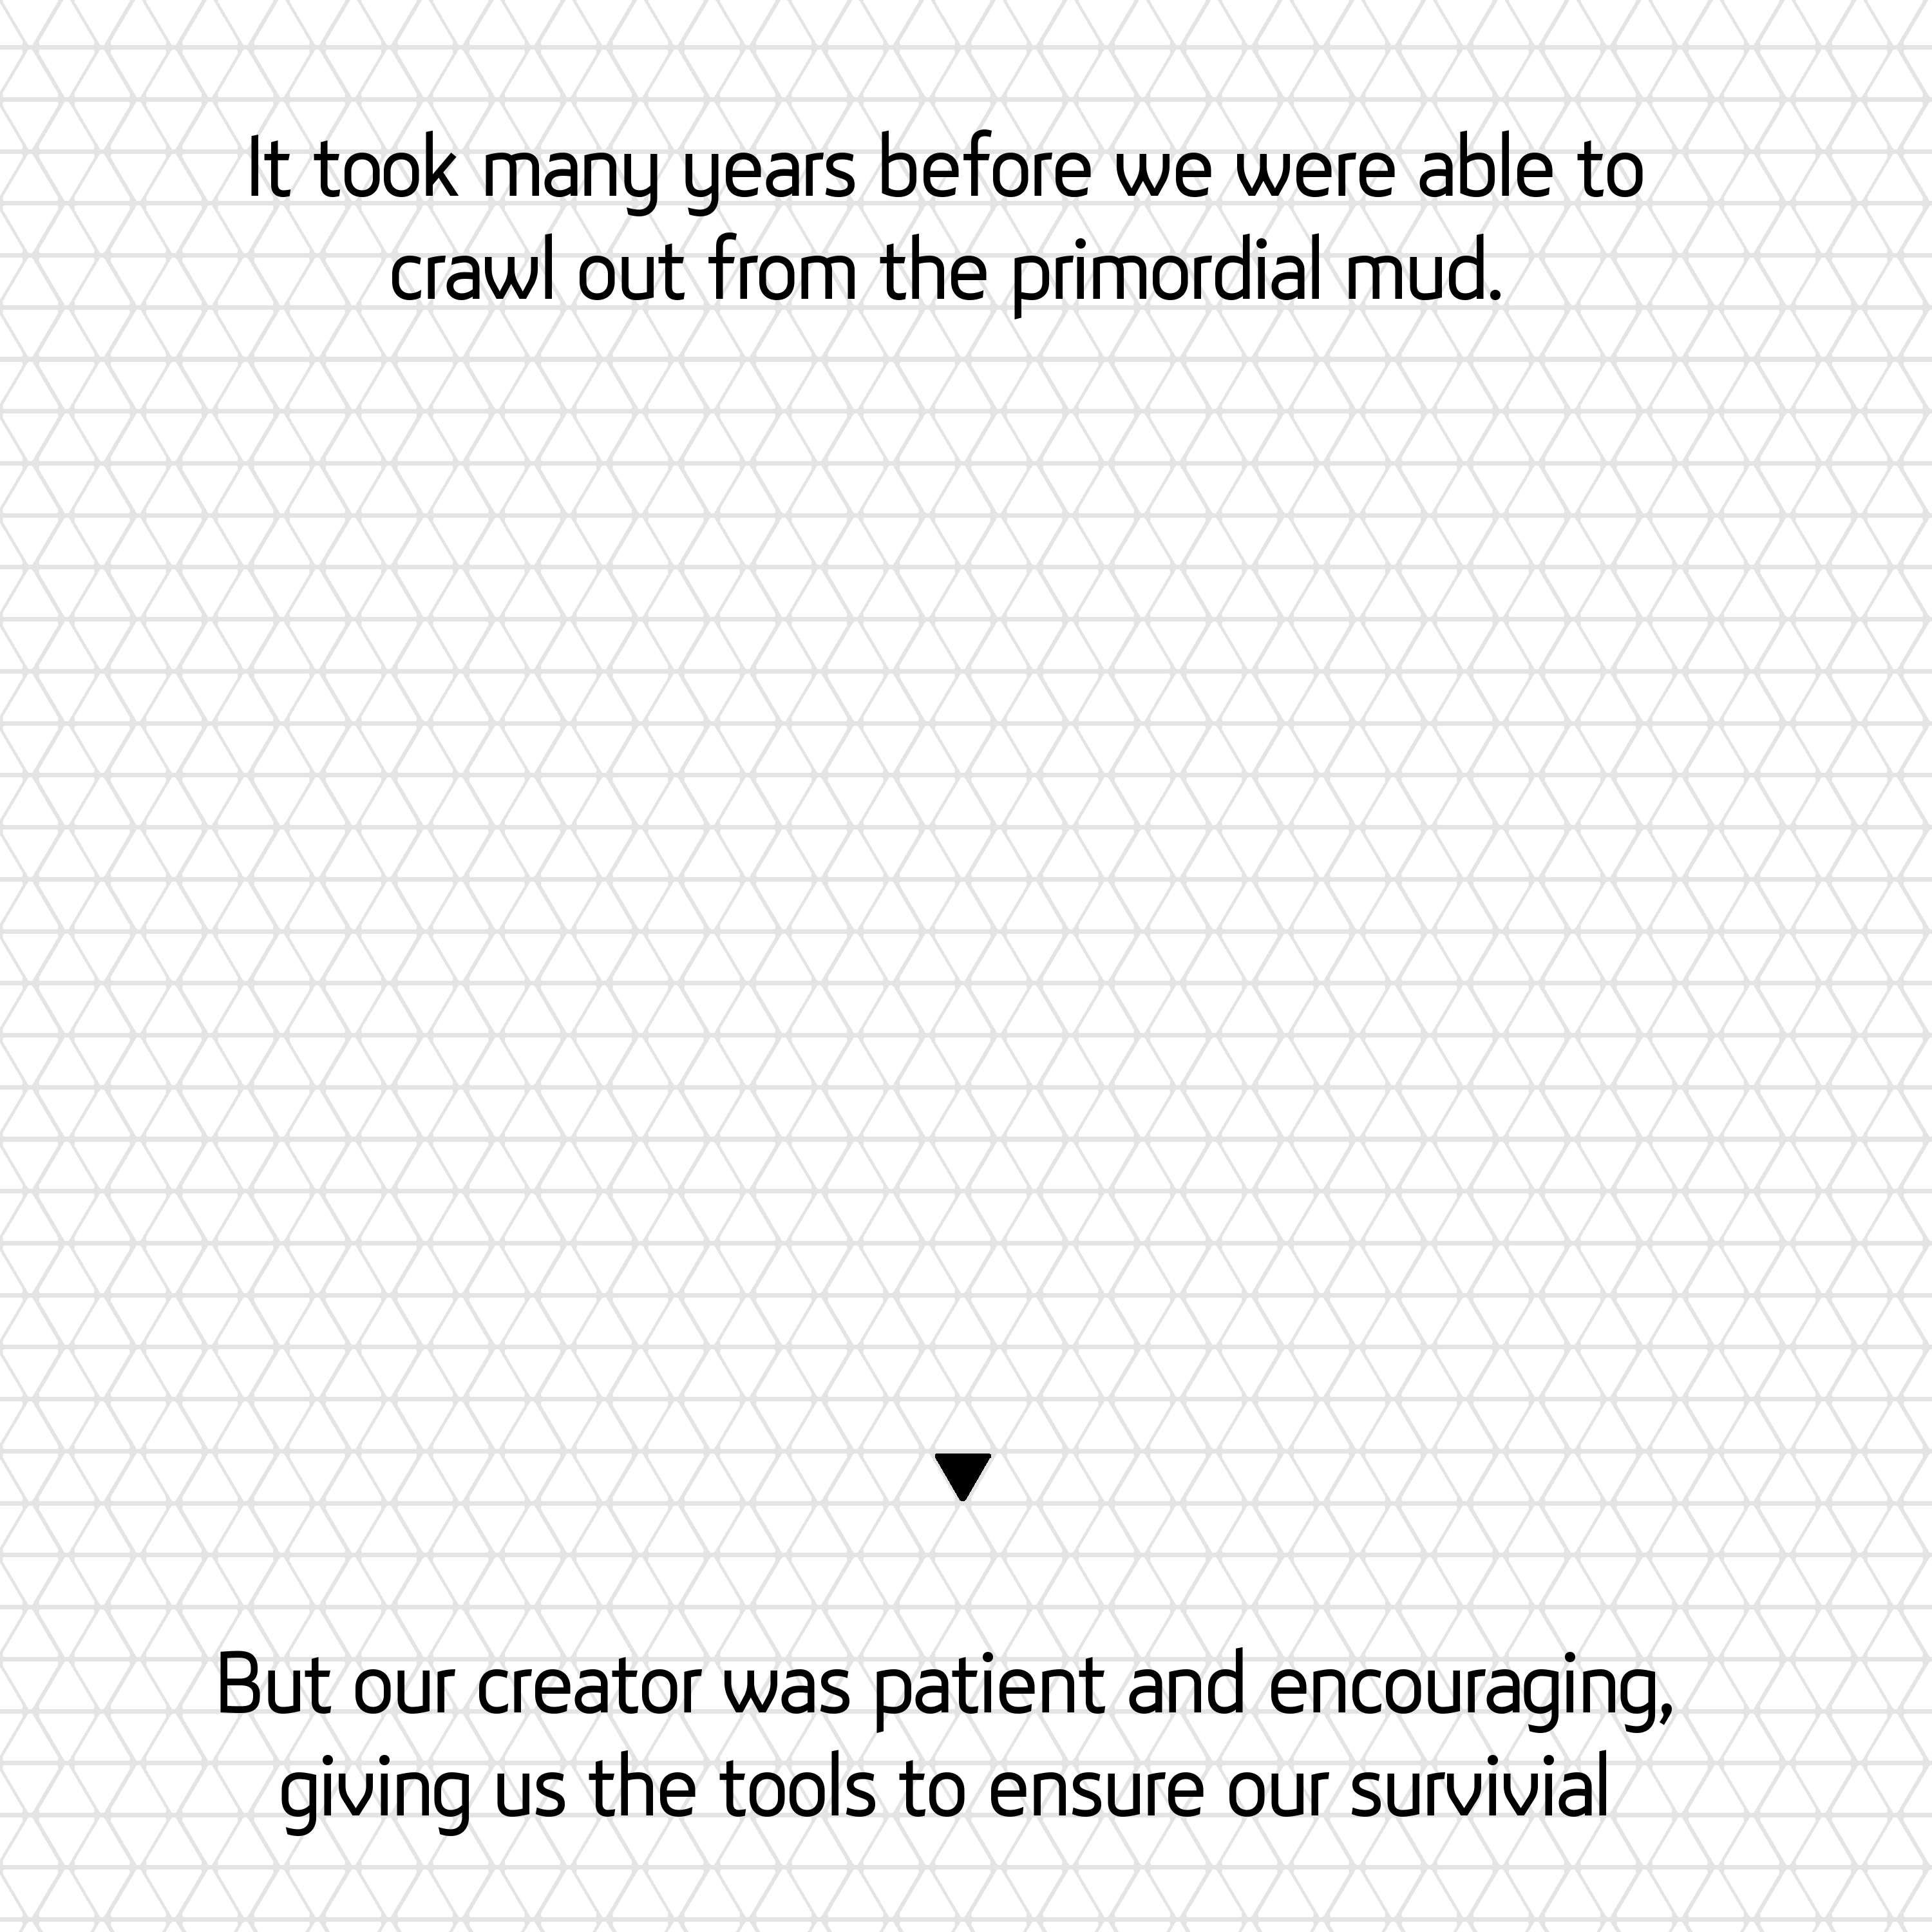 It took many years before we were able to
crawl out from the primordial mud.
But our creator was patient and encouraging,
giving us the tools to ensure our survivial